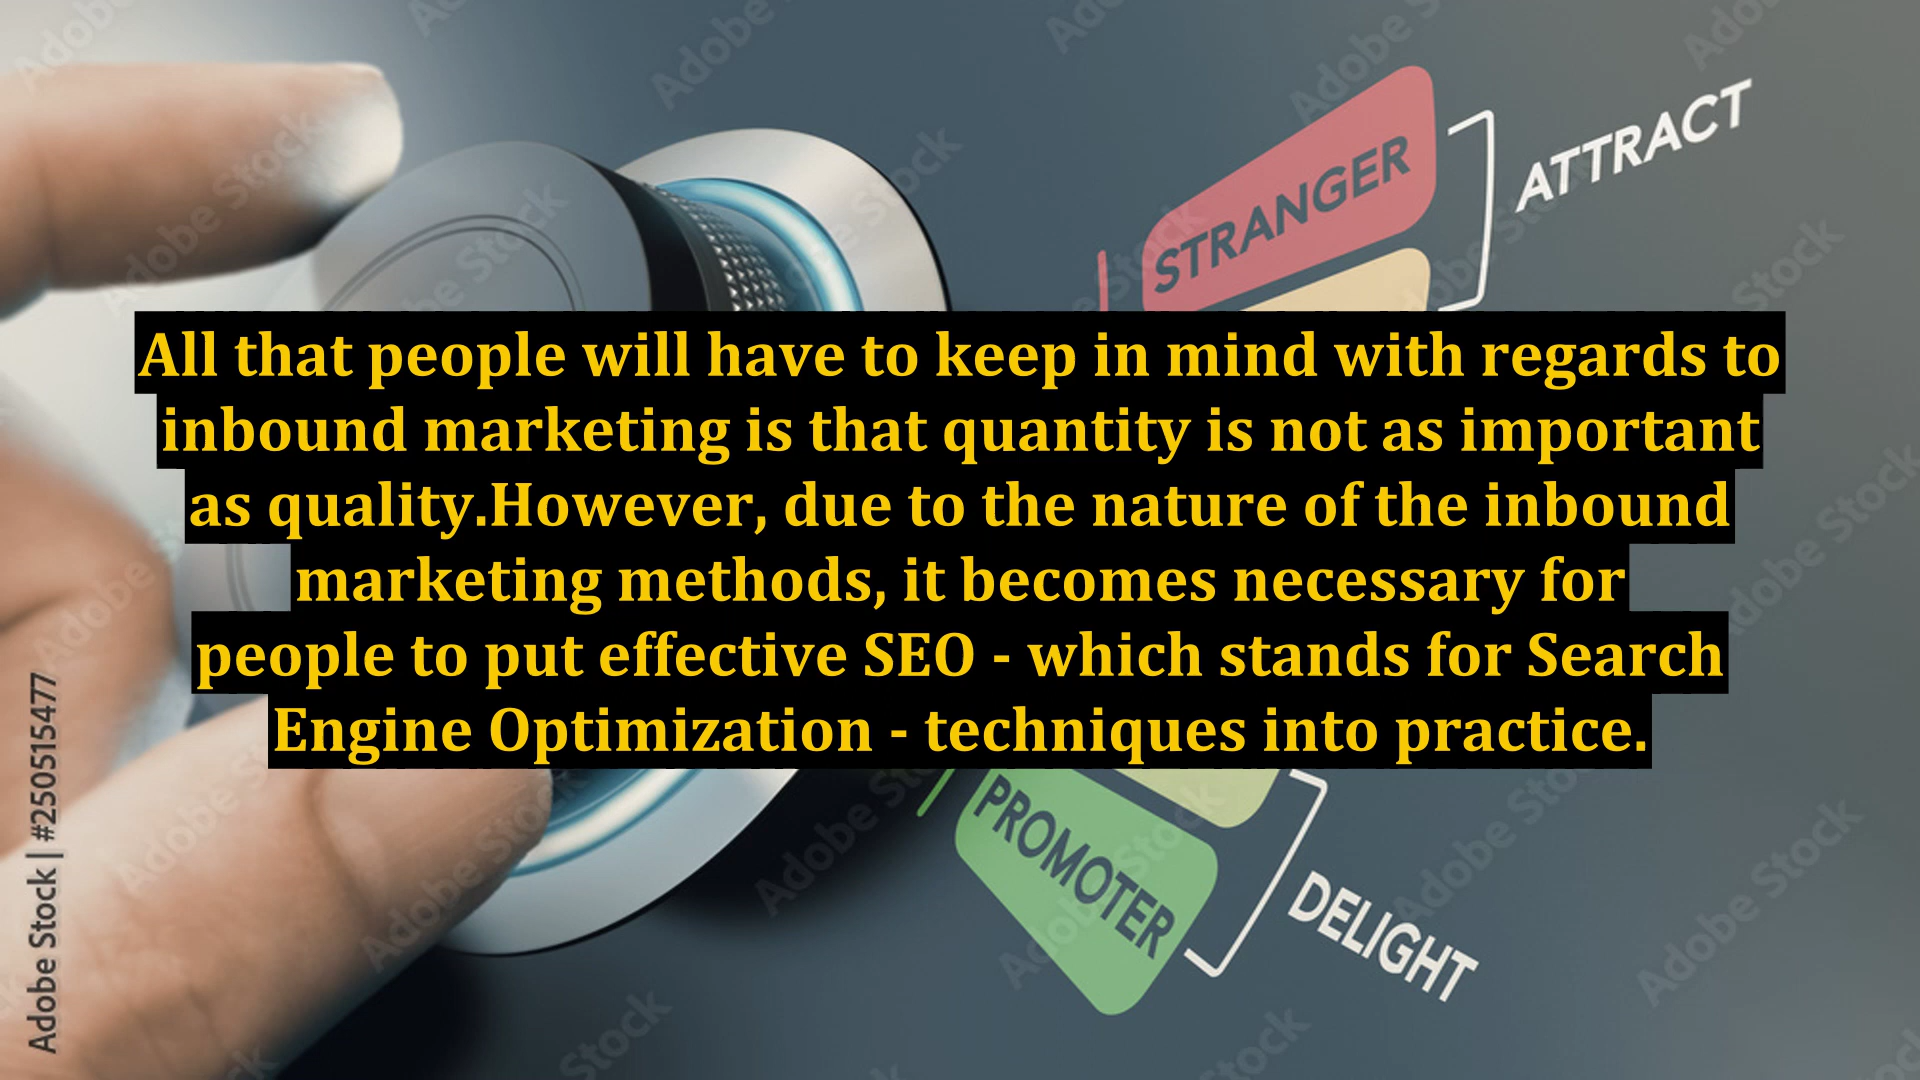 STRANGER
ATTRACT
All that people will have to keep in mind with regards to
inbound marketing is that quantity is not as important
as quality.However, due to the nature of the inbound
marketing methods, it becomes necessary for
people to put effective SEO - which stands for Search
Engine Optimization - techniques into practice.
PROMOTER
DELIGHT
Adobe Stock | #250515477
Adobe Stock